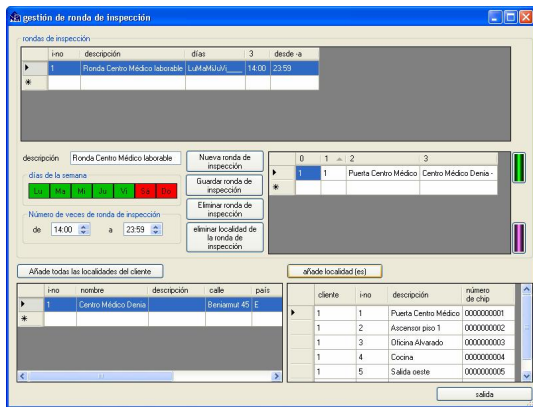 gestión de ronda de inspección
rondas de inspección
i-no descripción días 3 desde -a
1 Ronda Centro Médico laborable LuMaMiJuVi____ 14:00 23:59
descripción Ronda Centro Médico laborable
días de la semana
Lu Ma Mi Ju Vi Sa Do
Número de veces de ronda de inspección
de 14:00 a 23:59
Nueva ronda de
inspección
Guardar ronda de
inspección
Eliminar ronda de
inspección
eliminar localidad de
la ronda de
inspección
0 1 2 3
1 1 Puerta Centro Médico Centro Médico Denia -
Añade todas las localidades del cliente
añade localidad (es)
i-no nombre descripción calle país
1 Centro Médico Denia Beniarmut 45 E
cliente i-no descripción número
de chip
1 1 Puerta Centro Médico 0000000001
1 2 Ascensor piso 1 0000000002
1 3 Oficina Alvarado 0000000003
1 4 Cocina 0000000004
1 5 Salida oeste 0000000005
salida